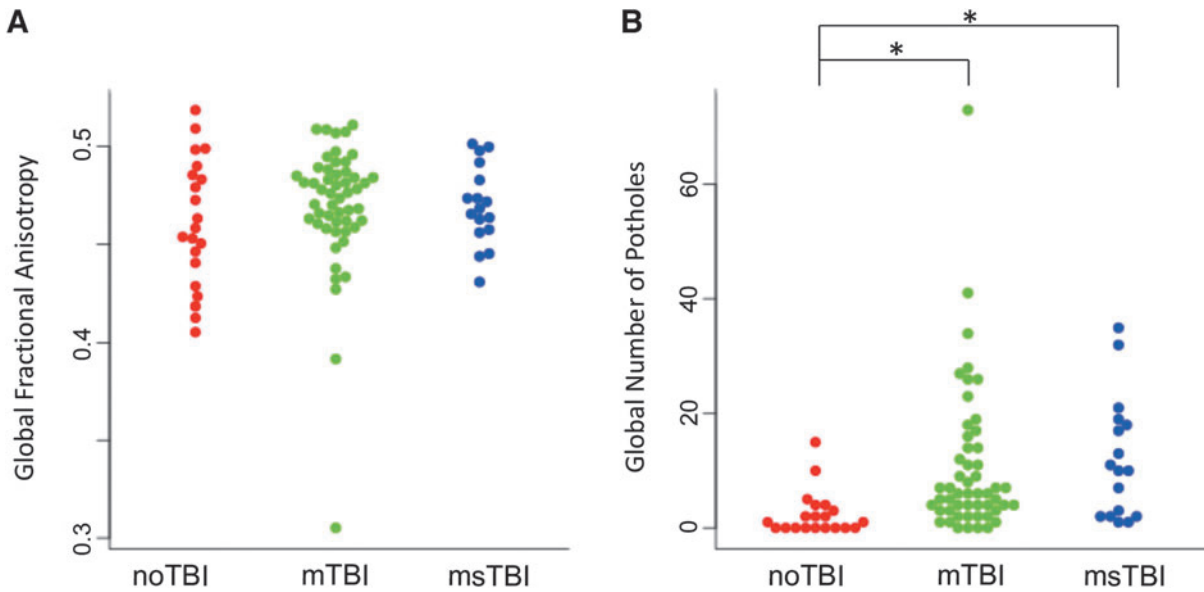 A
Global Fractional Anisotropy
0.5
0.4
0.3
noTBI mTBI msTBI
B
*
*
Global Number of Potholes
60
40
20
0
noTBI mTBI msTBI